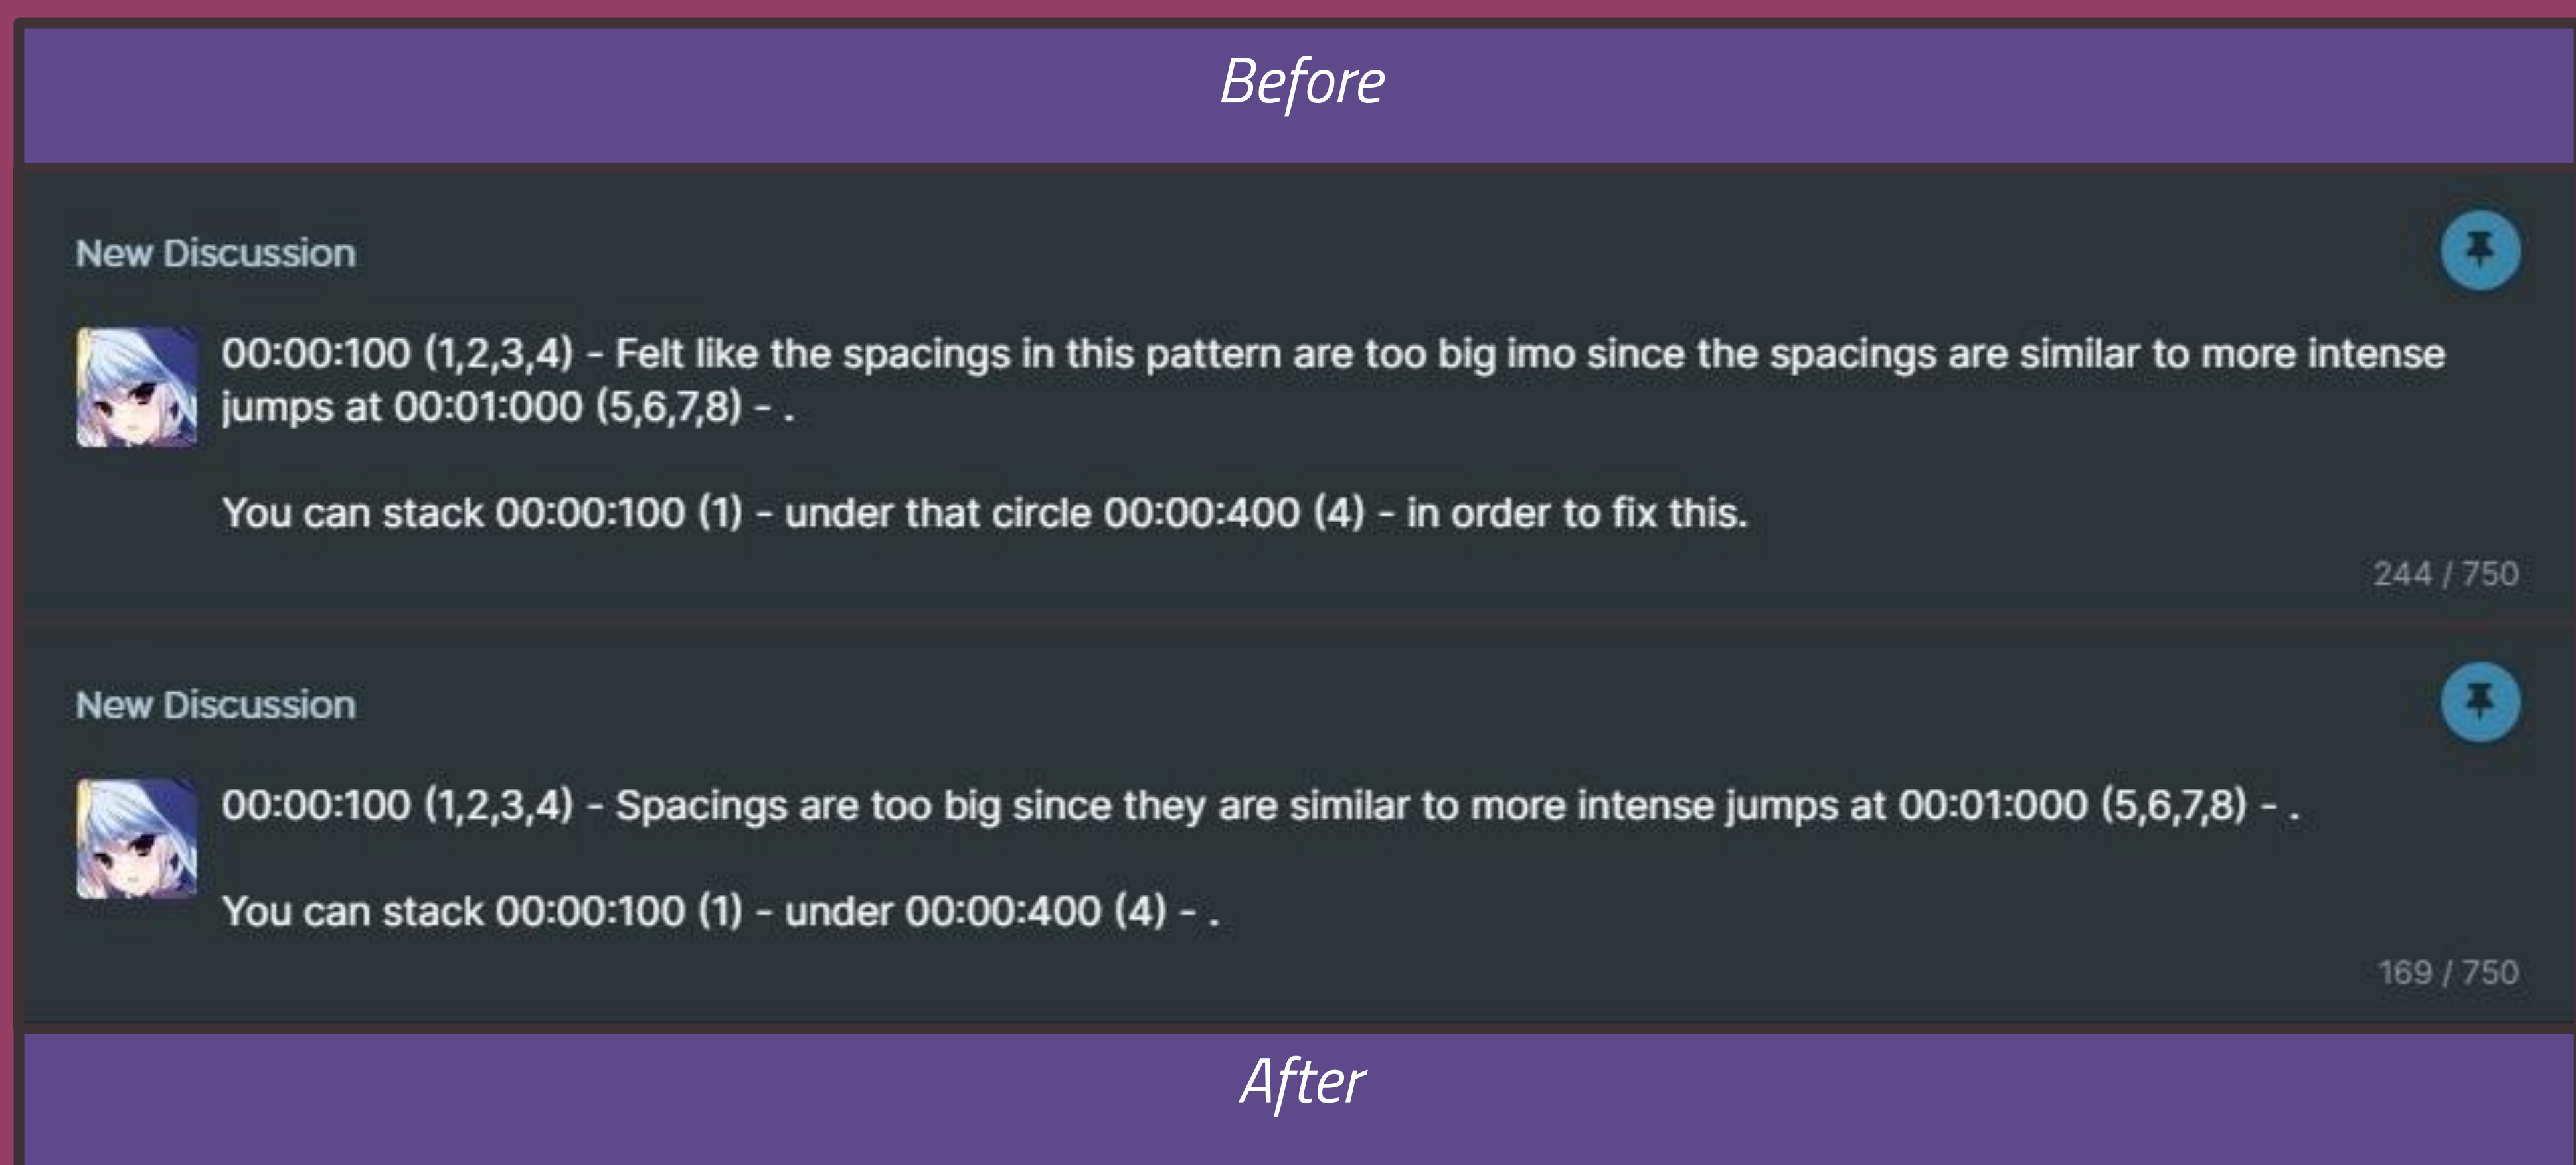 Before
New Discussion
00:00:100 (1,2,3,4) - Felt like the spacings in this pattern are too big imo since the spacings are similar to more intense
jumps at 00:01:000 (5,6,7,8) - .
You can stack 00:00:100 (1) - under that circle 00:00:400 (4) - in order to fix this.
244 / 750
New Discussion
00:00:100 (1,2,3,4) - Spacings are too big since they are similar to more intense jumps at 00:01:000 (5,6,7,8) - .
You can stack 00:00:100 (1) - under 00:00:400 (4) - .
169 / 750
After